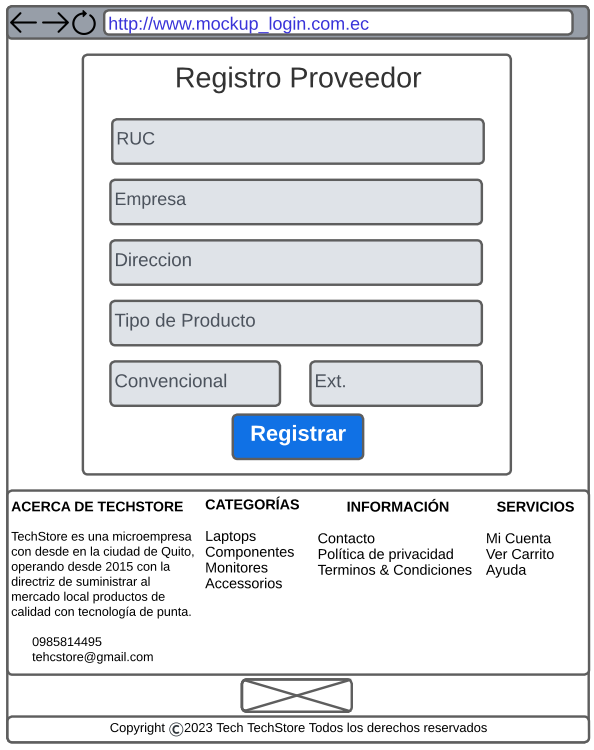 http://www.mockup_login.com.ec
Registro Proveedor
RUC
Empresa
Direccion
Tipo de Producto
Convencional
Ext.
Registrar
ACERCA DE TECHSTORE
TechStore es una microempresa
con desde en la ciudad de Quito,
operando desde 2015 con la
directriz de suministrar al
mercado local productos de
calidad con tecnología de punta.
0985814495
tehcstore@gmail.com
CATEGORÍAS
Laptops
Componentes
Monitores
Accessorios
INFORMACIÓN
Contacto
Política de privacidad
Terminos & Condiciones
SERVICIOS
Mi Cuenta
Ver Carrito
Ayuda
Copyright ©2023 Tech TechStore Todos los derechos reservados